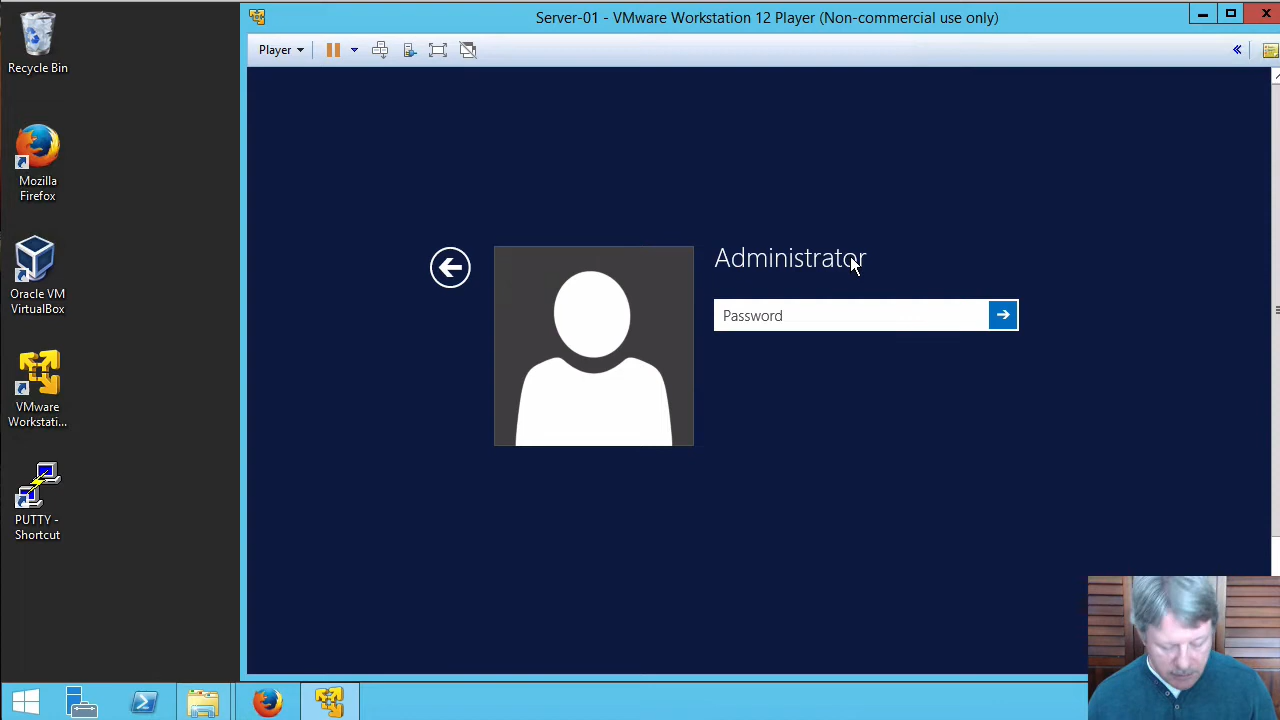 Server-01 - VMware Workstation 12 Player (Non-commercial use only)
Player
Recycle Bin
Mozilla
Firefox
Oracle VM
VirtualBox
VMware
Workstati...
PUTTY -
Shortcut
Administrator
Password